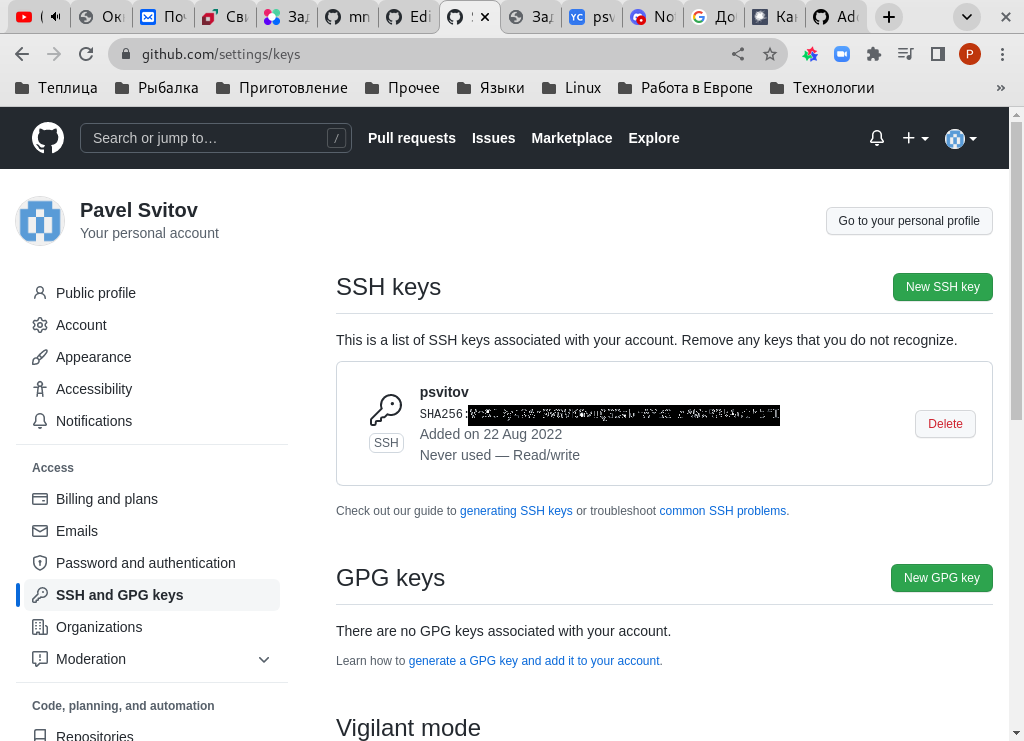 Ок
По
Сви
Зад
mn
Edi
Зад
YC psv
No
До
Как
Ad
github.com/settings/keys
P
Теплица Рыбалка Приготовление Прочее Языки Linux Работа в Европе Технологии »
Search or jump to… / Pull requests Issues Marketplace Explore
Pavel Svitov
Your personal account
Go to your personal profile
Public profile
Account
Appearance
Accessibility
Notifications
Access
Billing and plans
Emails
Password and authentication
SSH and GPG keys
Organizations
Moderation
Code, planning, and automation
Repositories
SSH keys
New SSH key
This is a list of SSH keys associated with your account. Remove any keys that you do not recognize.
psvitov
SHA256:
SSH
Added on 22 Aug 2022
Never used — Read/write
Delete
Check out our guide to generating SSH keys or troubleshoot common SSH problems.
GPG keys
New GPG key
There are no GPG keys associated with your account.
Learn how to generate a GPG key and add it to your account.
Vigilant mode